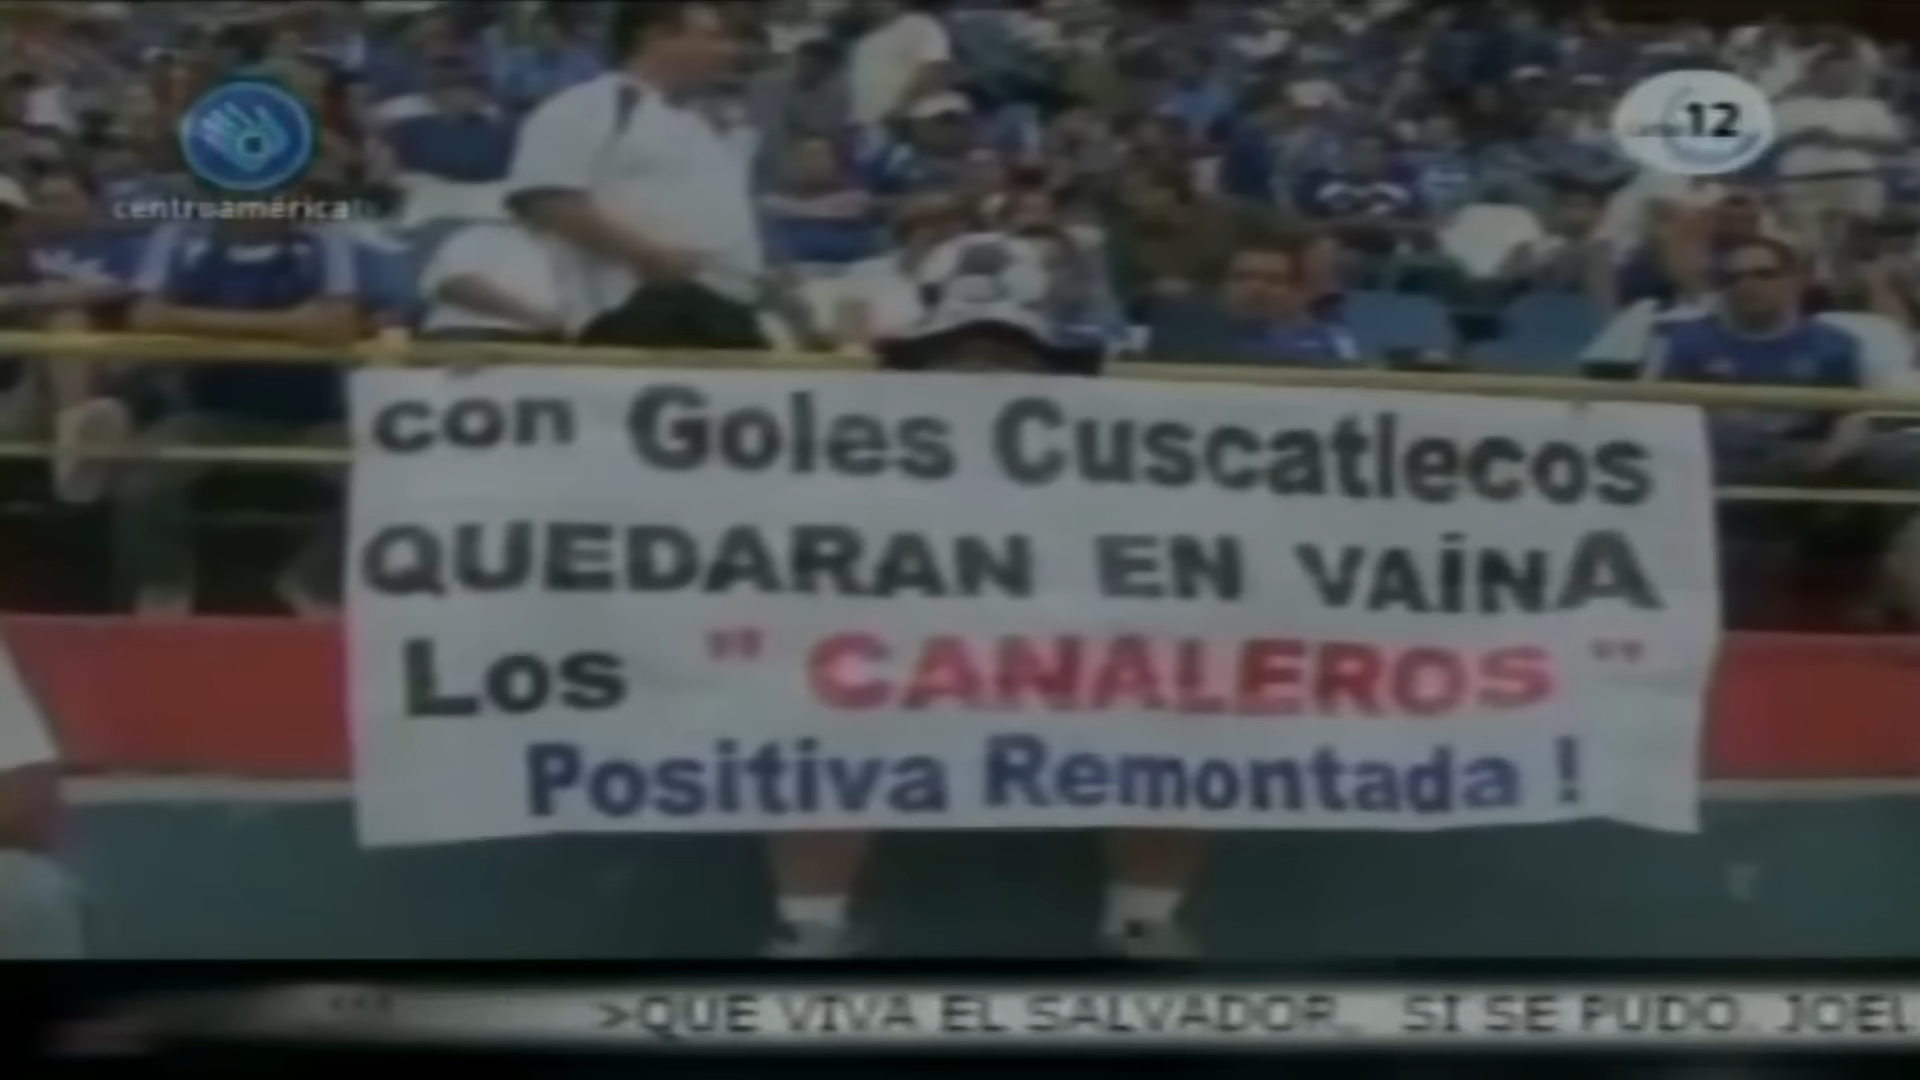 centroamérica
12
con Goles Cuscatlecos
QUEDARAN EN VAiNA
Los "CANALEROS"
Positiva Remontada !
>QUE VIVA EL SALVADOR, SI SE PUDO. JOEL